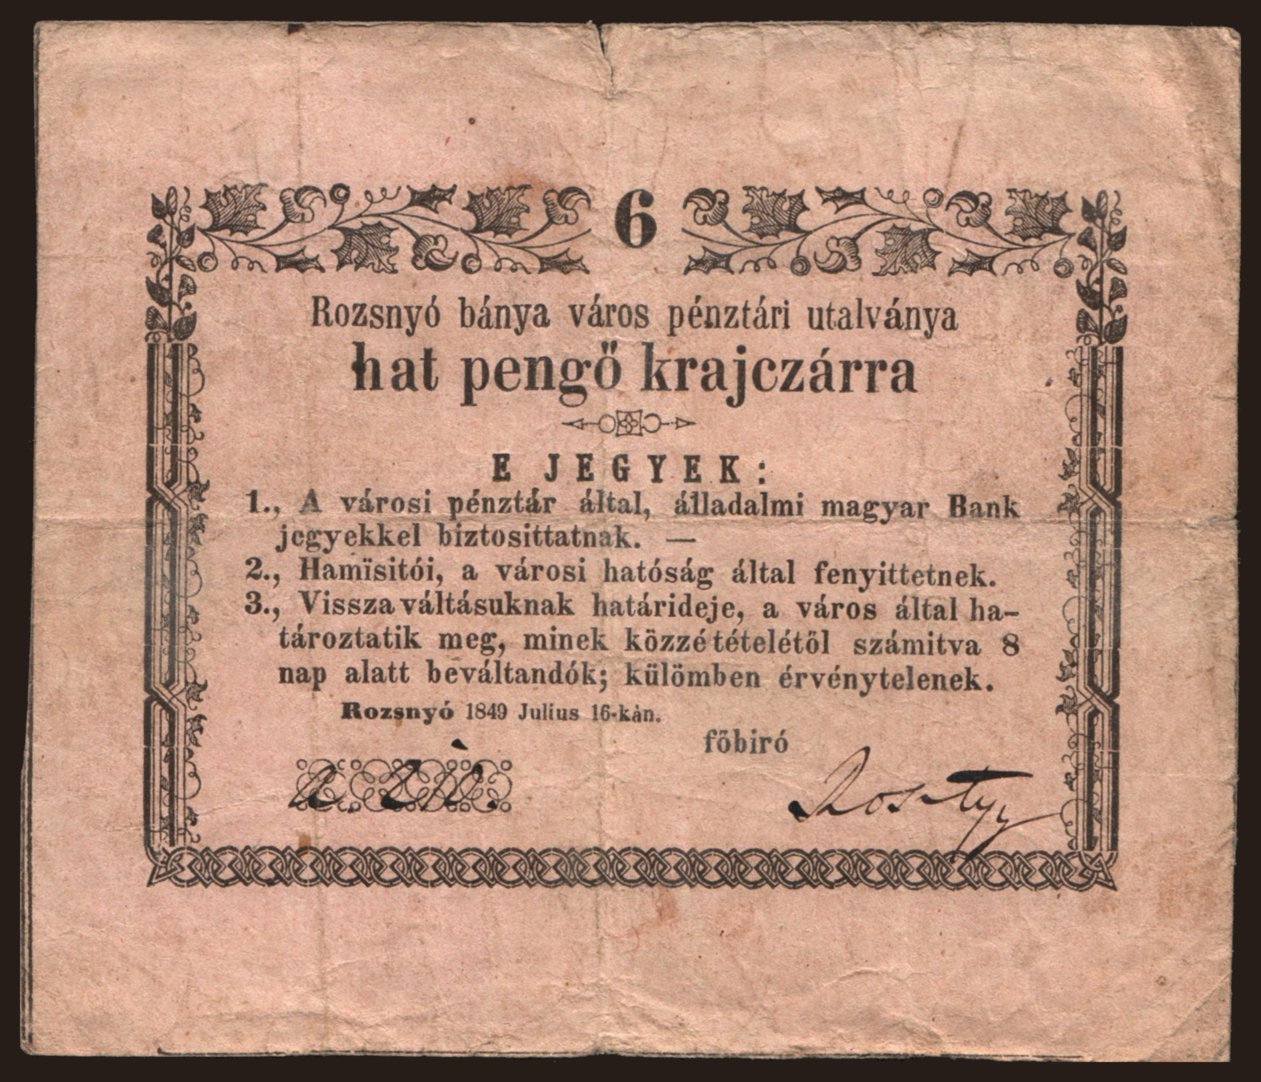 6
Rozsnyó bánya város pénztári utalványa
hat pengő krajczárra
E JEGYEK:
1., A városi pénztár által, álladalmi magyar Bank
jegyekkel biztosittatnak. —
2., Hamïsitói, a városi hatóság által fenyittetnek.
3., Vissza váltásuknak határideje, a város által ha-
tároztatik meg, minek közzé tételétől számitva 8
nap alatt beváltandók; külömben érvénytelenek.
Rozsnyó 1849 Julius 16-kàn.
főbiró